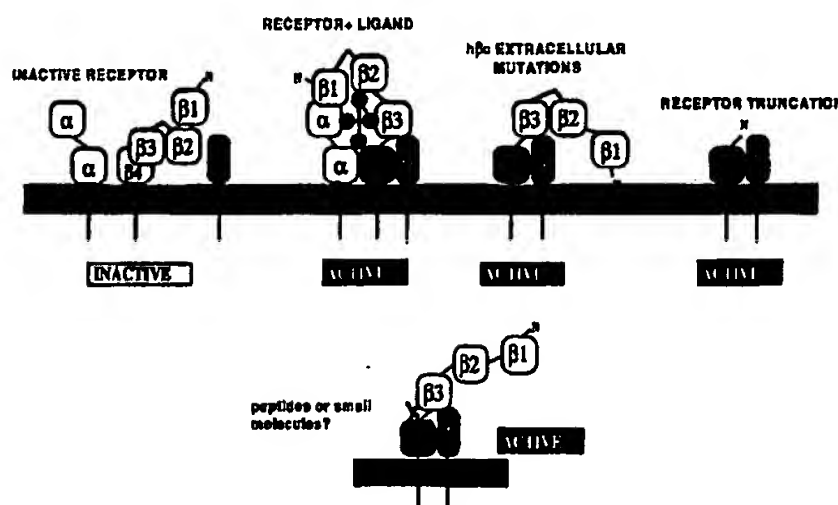 RECEPTOR+ LIGAND
hβc EXTRACELLULAR
MUTATIONS
INACTIVE RECEPTOR
RECEPTOR TRUNCATION
β1
β2
β1
α
α
β3
β3
β2
β3
β2
β1
α
β4
α
INACTIVE
ACTIVE
ACTIVE
ACTIVE
β2
β1
β3
peptides or small
molecules?
ACTIVE